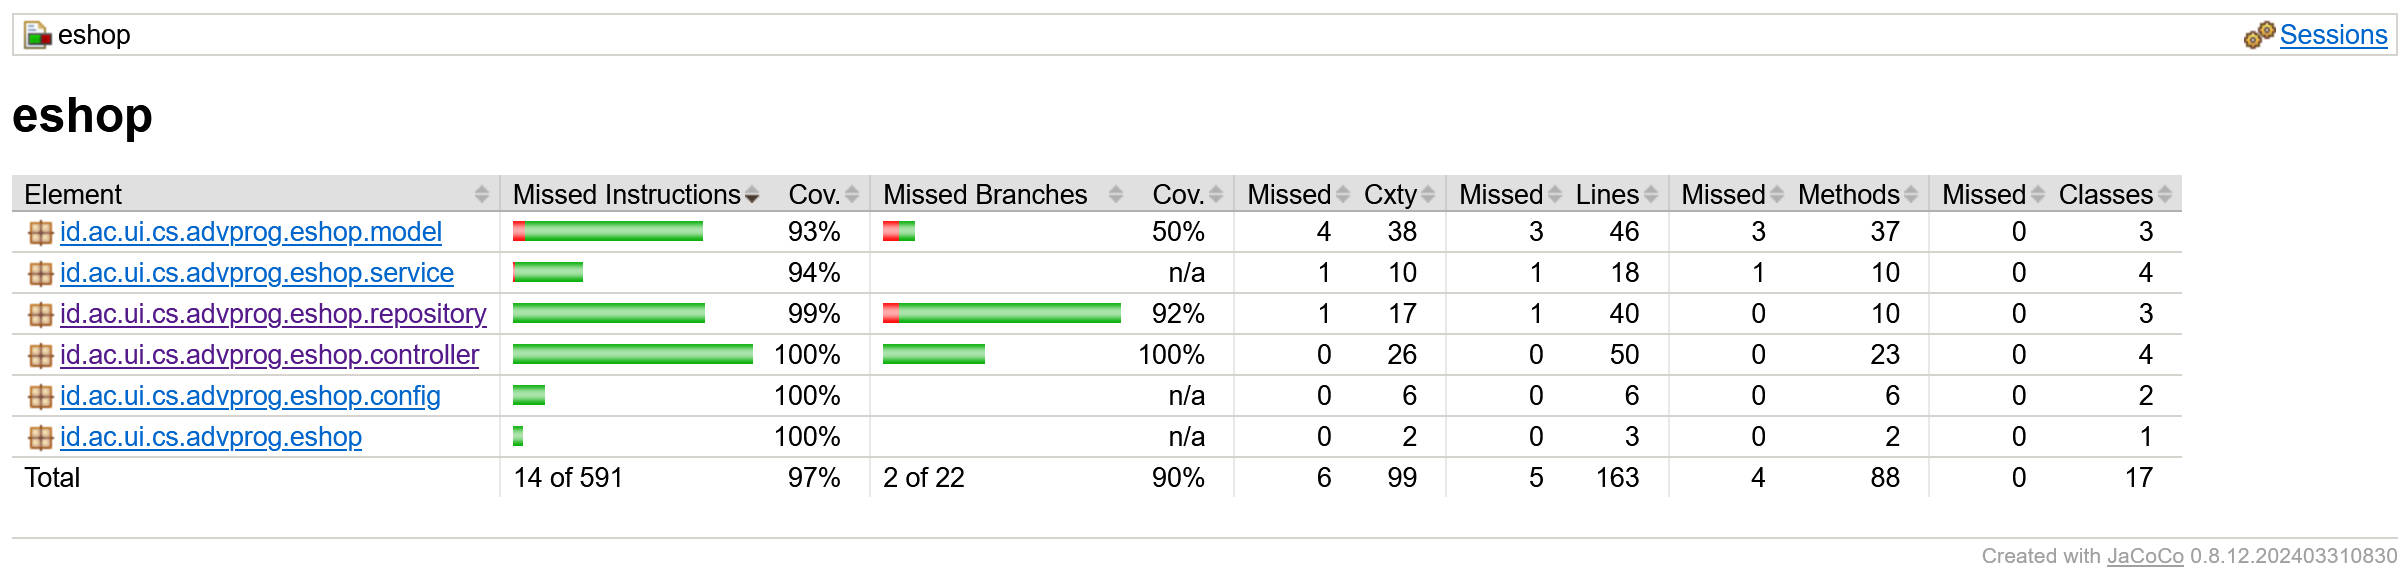 eshop Sessions
eshop
Element Missed Instructions Cov. Missed Branches Cov. Missed Cxty Missed Lines Missed Methods Missed Classes
id.ac.ui.cs.advprog.eshop.model 93% 50% 4 38 3 46 3 37 0 3
id.ac.ui.cs.advprog.eshop.service 94% n/a 1 10 1 18 1 10 0 4
id.ac.ui.cs.advprog.eshop.repository 99% 92% 1 17 1 40 0 10 0 3
id.ac.ui.cs.advprog.eshop.controller 100% 100% 0 26 0 50 0 23 0 4
id.ac.ui.cs.advprog.eshop.config 100% n/a 0 6 0 6 0 6 0 2
id.ac.ui.cs.advprog.eshop 100% n/a 0 2 0 3 0 2 0 1
Total 14 of 591 97% 2 of 22 90% 6 99 5 163 4 88 0 17
Created with JaCoCo 0.8.12.202403310830